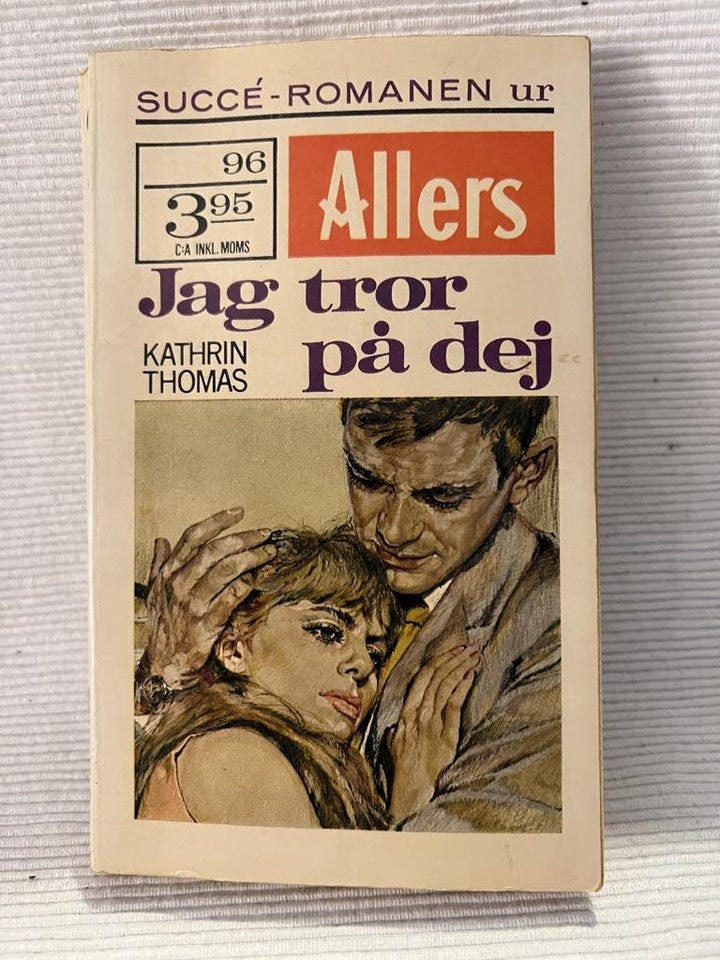 SUCCÉ-ROMANEN ur
96
3.95
C:A INKL. MOMS
Allers
Jag tror
på dej
KATHRIN
THOMAS